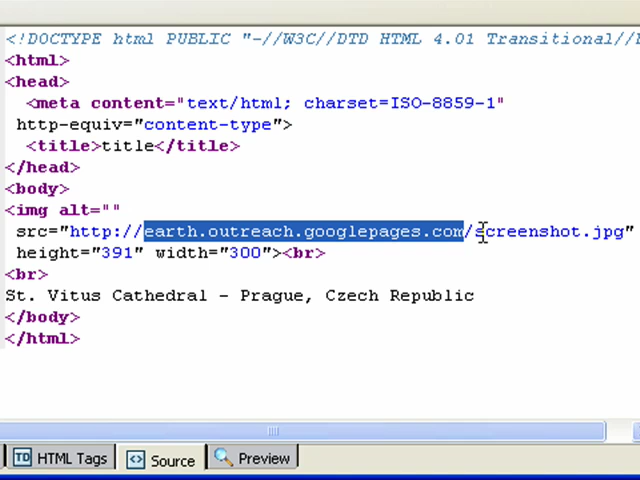 <!DOCTYPE html PUBLIC "-//W3C//DTD HTML 4.01 Transitional//
<html>
<head>
<meta content="text/html; charset=ISO-8859-1"
http-equiv="content-type">
<title>title</title>
</head>
<body>
<img alt=""
src="http://earth.outreach.googlepages.com/screenshot.jpg"
height="391" width="300"><br>
<br>
St. Vitus Cathedral - Prague, Czech Republic
</body>
</html>
TD HTML Tags
<> Source
Preview